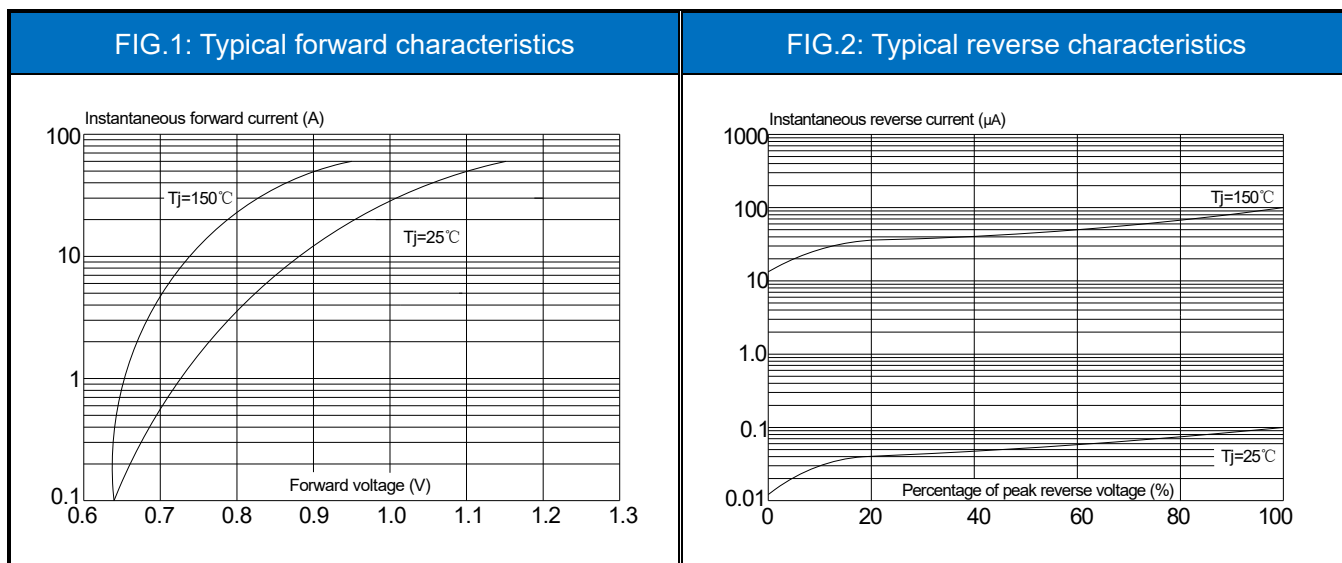 FIG.1: Typical forward characteristics
Instantaneous forward current (A)
100
10
1
0.1
Tj=150℃
Tj=25℃
Forward voltage (V)
0.6 0.7 0.8 0.9 1.0 1.1 1.2 1.3
FIG.2: Typical reverse characteristics
Instantaneous reverse current (μA)
1000
100
10
1.0
0.1
0.01
Tj=150℃
Tj=25℃
Percentage of peak reverse voltage (%)
0 20 40 60 80 100